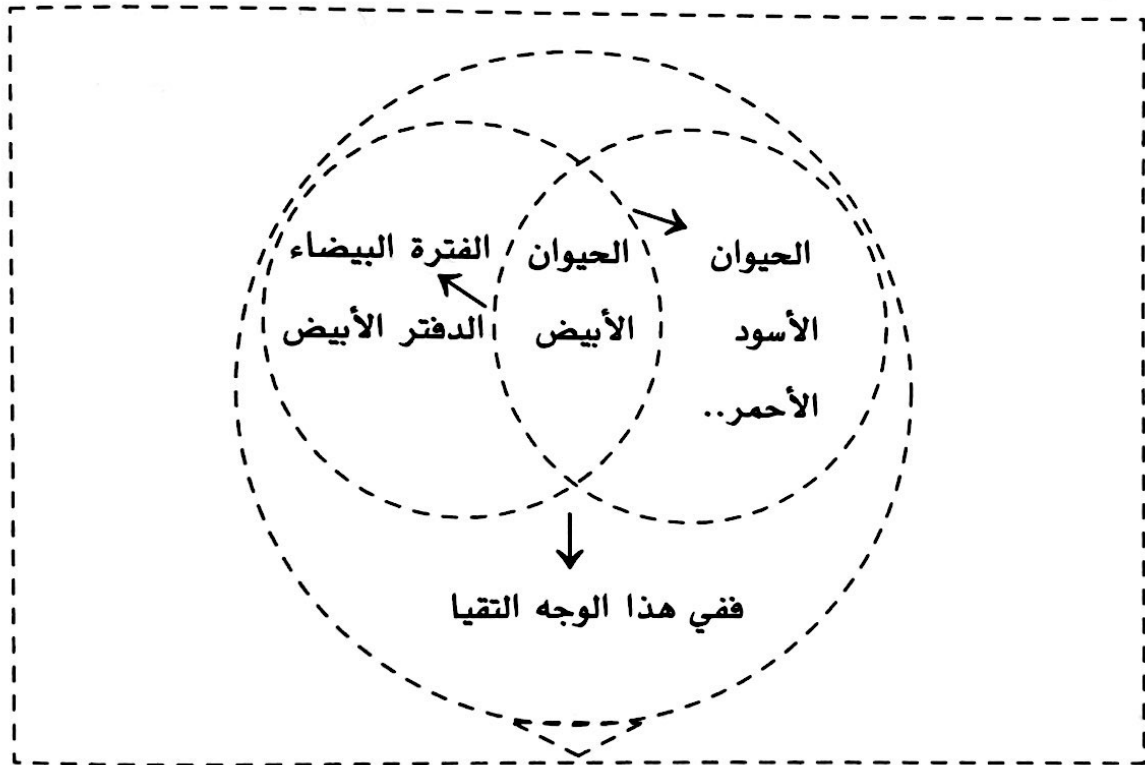 الحيوان
الأسود
الأحمر..
الحيوان
الأبيض
الفترة البيضاء
الدفتر الأبيض
ففي هذا الوجه التقيا